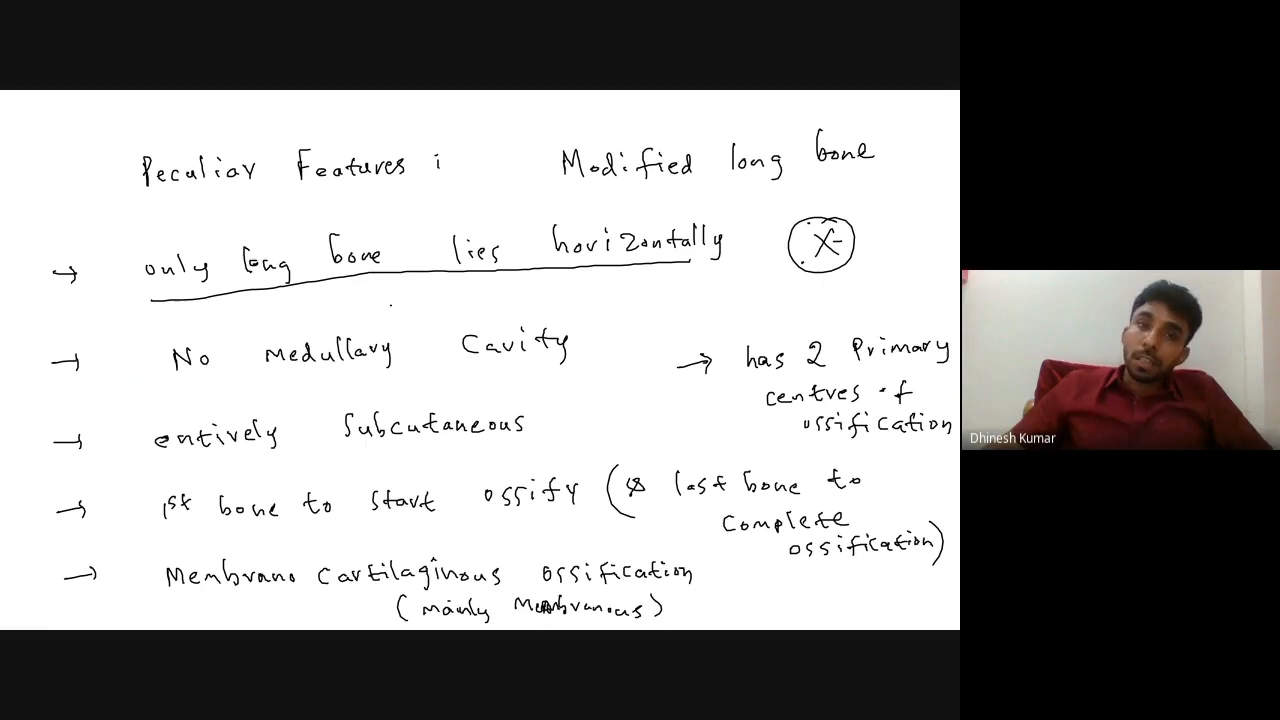 Peculiar Features : Modified long bone
→ only long bone lies horizontally
→ No Medullary Cavity
→ has 2 Primary
centres of
ossification
→ entirely Subcutaneous
→ 1st bone to start ossify (& last bone to
complete
ossification)
→ Membrano cartilaginous ossification
(mainly Membranous)
Dhinesh Kumar